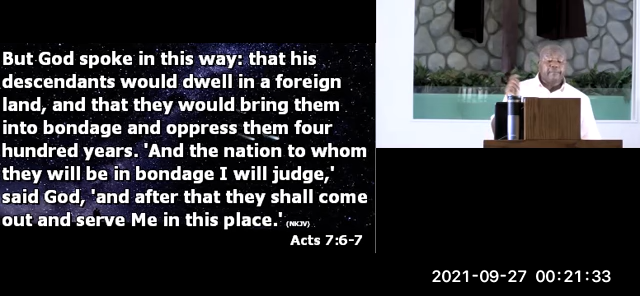 But God spoke in this way: that his
descendants would dwell in a foreign
land, and that they would bring them
into bondage and oppress them four
hundred years. 'And the nation to whom
they will be in bondage I will judge,'
said God, 'and after that they shall come
out and serve Me in this place.' (NKJV)
Acts 7:6-7
2021-09-27 00:21:33